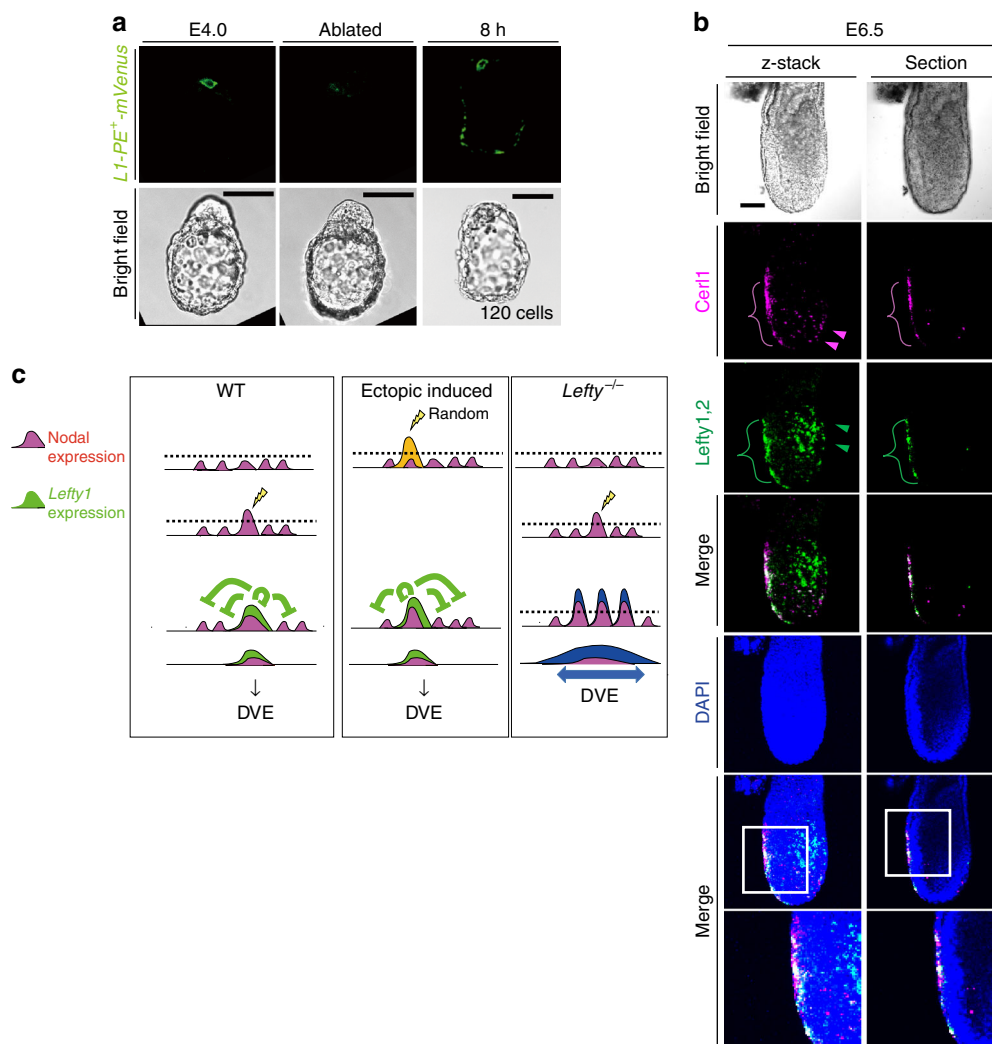 a
E4.0
Ablated
8 h
L1-PE+-mVenus
Bright field
120 cells
b
E6.5
z-stack
Section
Bright field
Cerl1
Lefty1,2
Merge
DAPI
Merge
c
WT
Ectopic induced
Lefty−/−
Random
Nodal
expression
Lefty1
expression
DVE
DVE
DVE